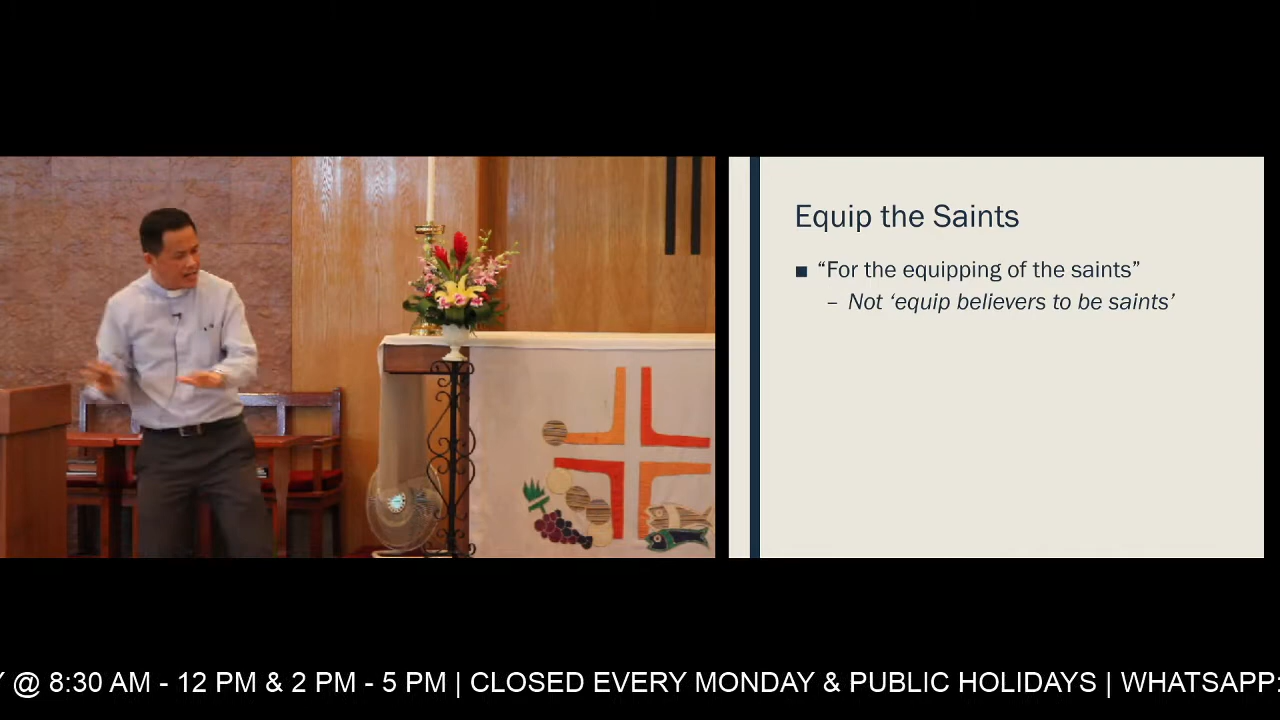 Equip the Saints
■ “For the equipping of the saints”
– Not ‘equip believers to be saints’
@ 8:30 AM - 12 PM & 2 PM - 5 PM | CLOSED EVERY MONDAY & PUBLIC HOLIDAYS | WHATSAPP: